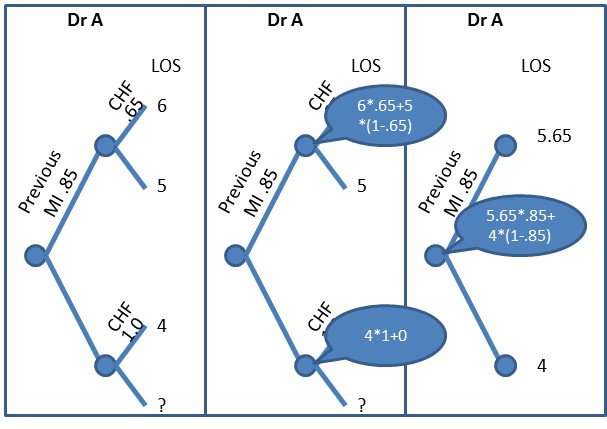 Dr A
LOS
CHF
.65
6
Previous
MI .85
5
CHF
1.0
4
?
Dr A
LOS
CHF
6*.65+5
*(1-.65)
Previous
MI .85
5
CHF
4*1+0
?
Dr A
LOS
5.65
Previous
MI .85
5.65*.85+
4*(1-.85)
4